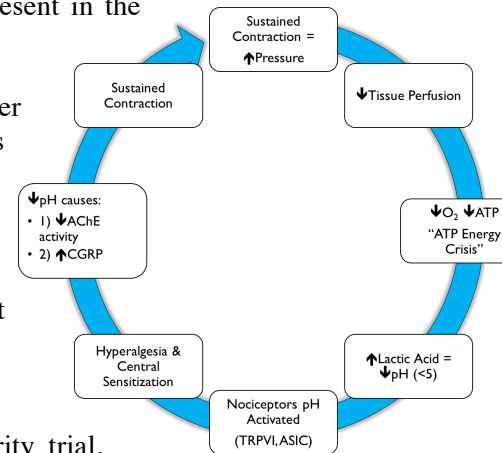 esent in the
er
s
t
rity trial.
Sustained
Contraction =
🡹Pressure
🡻Tissue Perfusion
🡻O₂ 🡻ATP
“ATP Energy
Crisis”
🡹Lactic Acid =
🡻pH (<5)
Nociceptors pH
Activated
(TRPVI, ASIC)
Hyperalgesia &
Central
Sensitization
🡻pH causes:
• 1) 🡻AChE
activity
• 2) 🡹CGRP
Sustained
Contraction